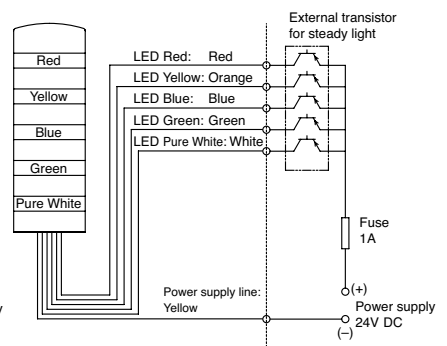 External transistor
for steady light
Red
Yellow
Blue
Green
Pure White
LED Red: Red
LED Yellow: Orange
LED Blue: Blue
LED Green: Green
LED Pure White: White
Fuse
1A
Power supply line:
Yellow
(+)
Power supply
24V DC
(–)
y